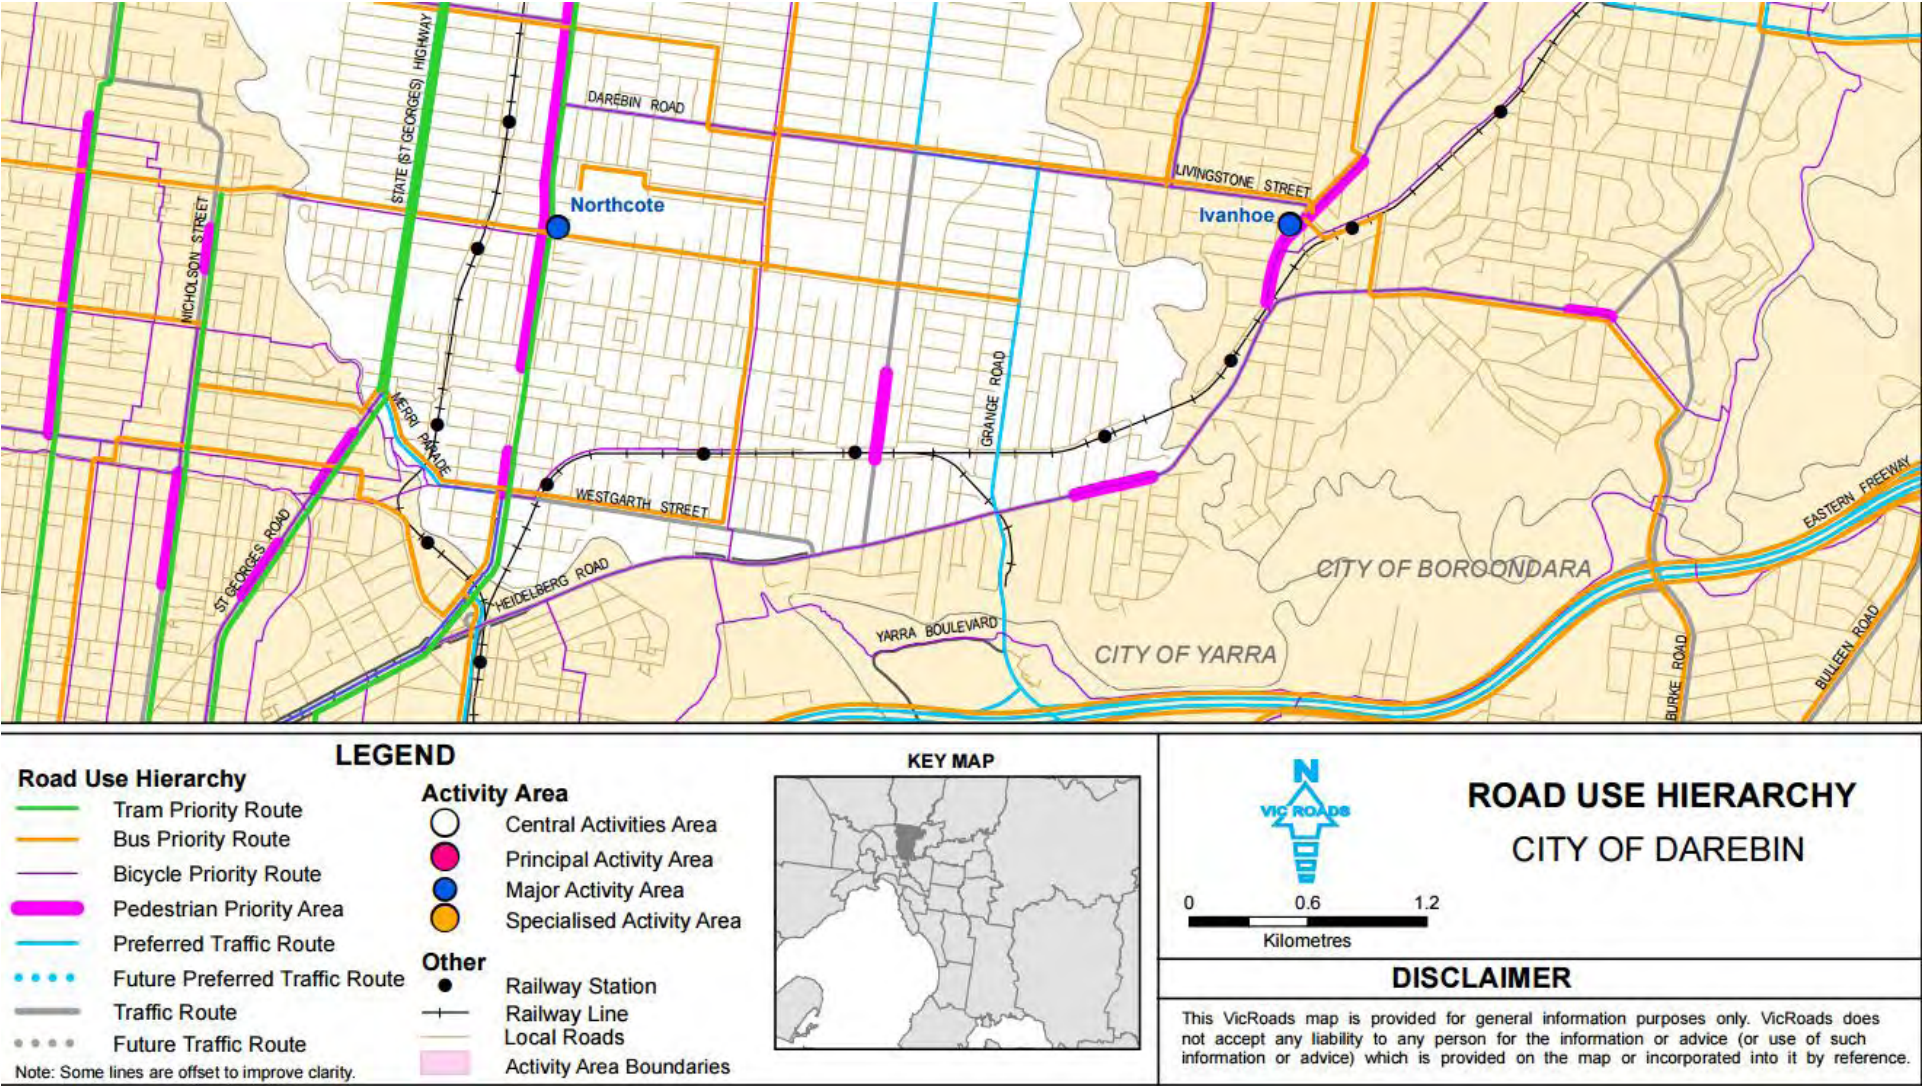 STATE (ST GEORGES) HIGHWAY
DAREBIN ROAD
LIVINGSTONE STREET
Northcote
Ivanhoe
NICHOLSON STREET
GRANGE ROAD
MERRI PARADE
WESTGARTH STREET
ST GEORGES ROAD
HEIDELBERG ROAD
EASTERN FREEWAY
CITY OF BOROONDARA
YARRA BOULEVARD
CITY OF YARRA
BURKE ROAD
BULLEEN ROAD
LEGEND
Road Use Hierarchy
Tram Priority Route
Bus Priority Route
Bicycle Priority Route
Pedestrian Priority Area
Preferred Traffic Route
Future Preferred Traffic Route
Traffic Route
Future Traffic Route
Note: Some lines are offset to improve clarity.
Activity Area
Central Activities Area
Principal Activity Area
Major Activity Area
Specialised Activity Area
Other
Railway Station
Railway Line
Local Roads
Activity Area Boundaries
KEY MAP
N
VIC ROADS
0 0.6 1.2
Kilometres
ROAD USE HIERARCHY
CITY OF DAREBIN
DISCLAIMER
This VicRoads map is provided for general information purposes only. VicRoads does
not accept any liability to any person for the information or advice (or use of such
information or advice) which is provided on the map or incorporated into it by reference.